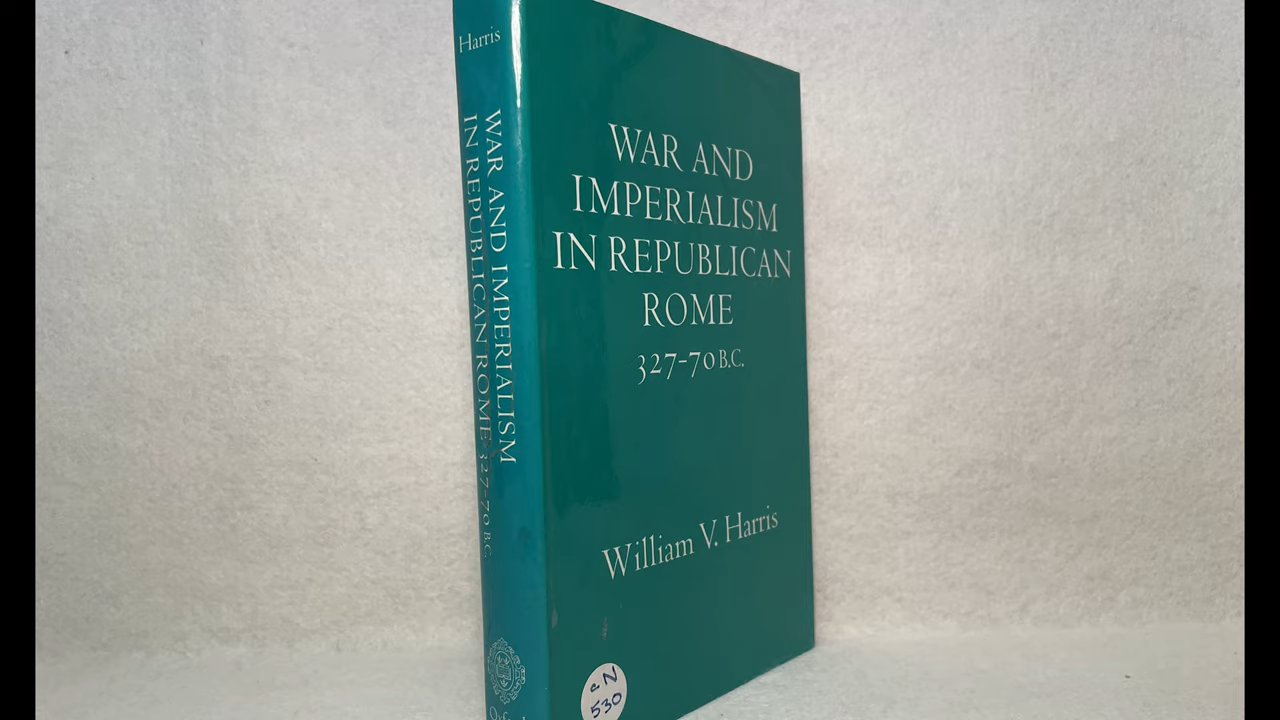 Harris
WAR AND IMPERIALISM
IN REPUBLICAN ROME 327-70 B.C.
WAR AND
IMPERIALISM
IN REPUBLICAN
ROME
327-70 B.C.
William V. Harris
N
530